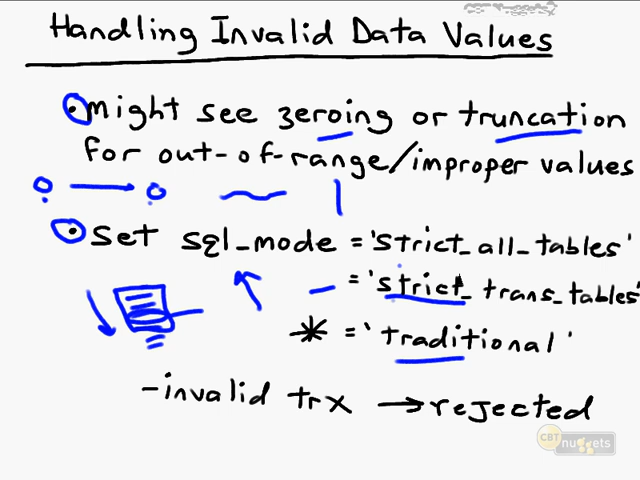 Handling Invalid Data Values
• might see zeroing or truncation
for out-of-range/improper values
• set sql_mode = 'strict_all_tables'
= 'strict_trans_tables'
* = 'traditional'
- invalid trx → rejected
CBT nuggets